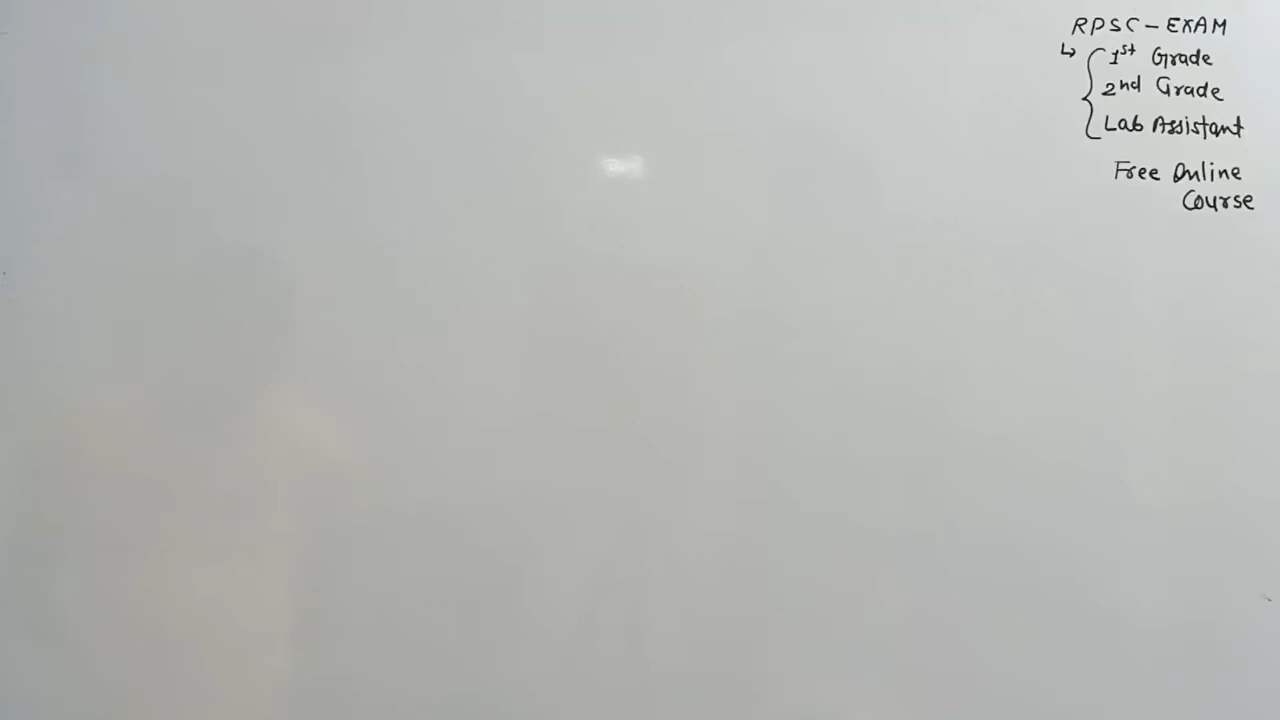 RPSC - EXAM
↳ { 1st Grade
2nd Grade
Lab Assistant
Free Online
Course